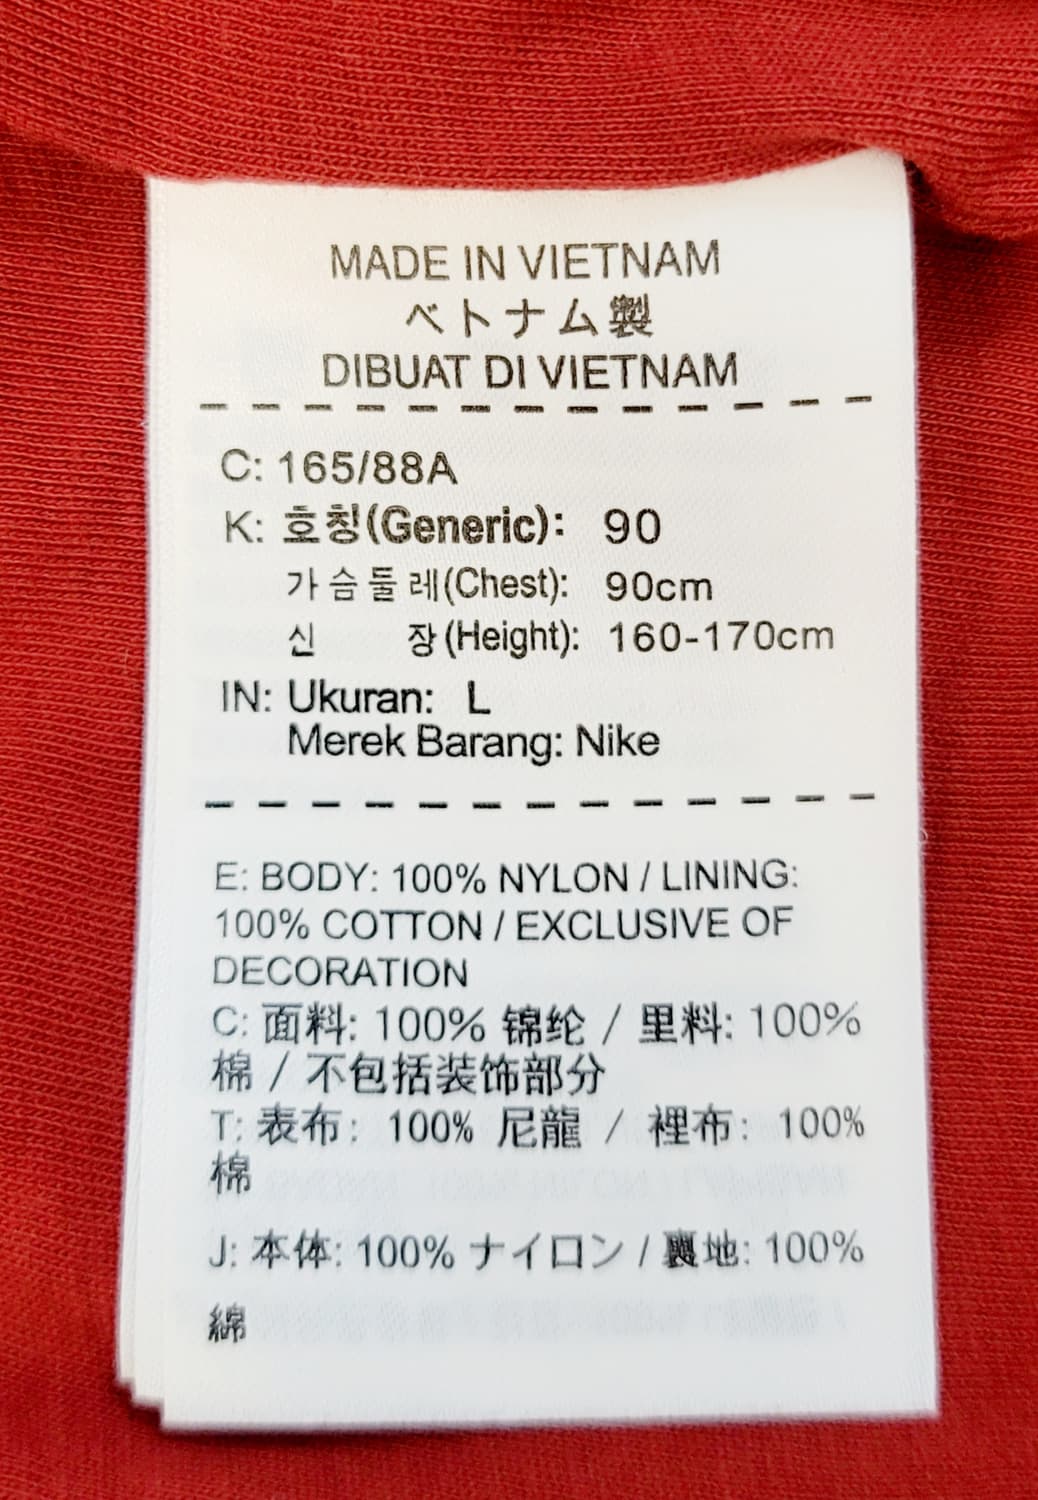 MADE IN VIETNAM
ベトナム製
DIBUAT DI VIETNAM
C: 165/88A
K: 호칭(Generic): 90
가슴둘레(Chest): 90cm
신 장(Height): 160-170cm
IN: Ukuran: L
Merek Barang: Nike
E: BODY: 100% NYLON / LINING:
100% COTTON / EXCLUSIVE OF
DECORATION
C: 面料: 100% 锦纶 / 里料: 100%
棉 / 不包括装饰部分
T: 表布: 100% 尼龍 / 裡布: 100%
棉
J: 本体: 100% ナイロン / 裏地: 100%
綿